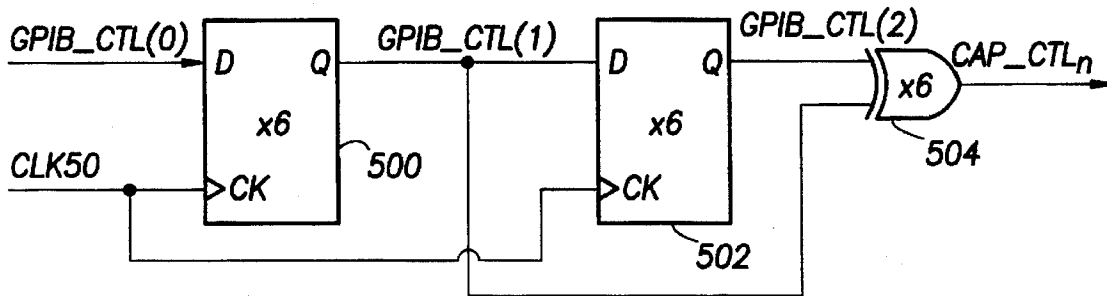 GPIB_CTL(0)
GPIB_CTL(1)
GPIB_CTL(2)
CAP_CTLn
D
Q
D
Q
x6
x6
x6
504
CLK50
500
CK
CK
502